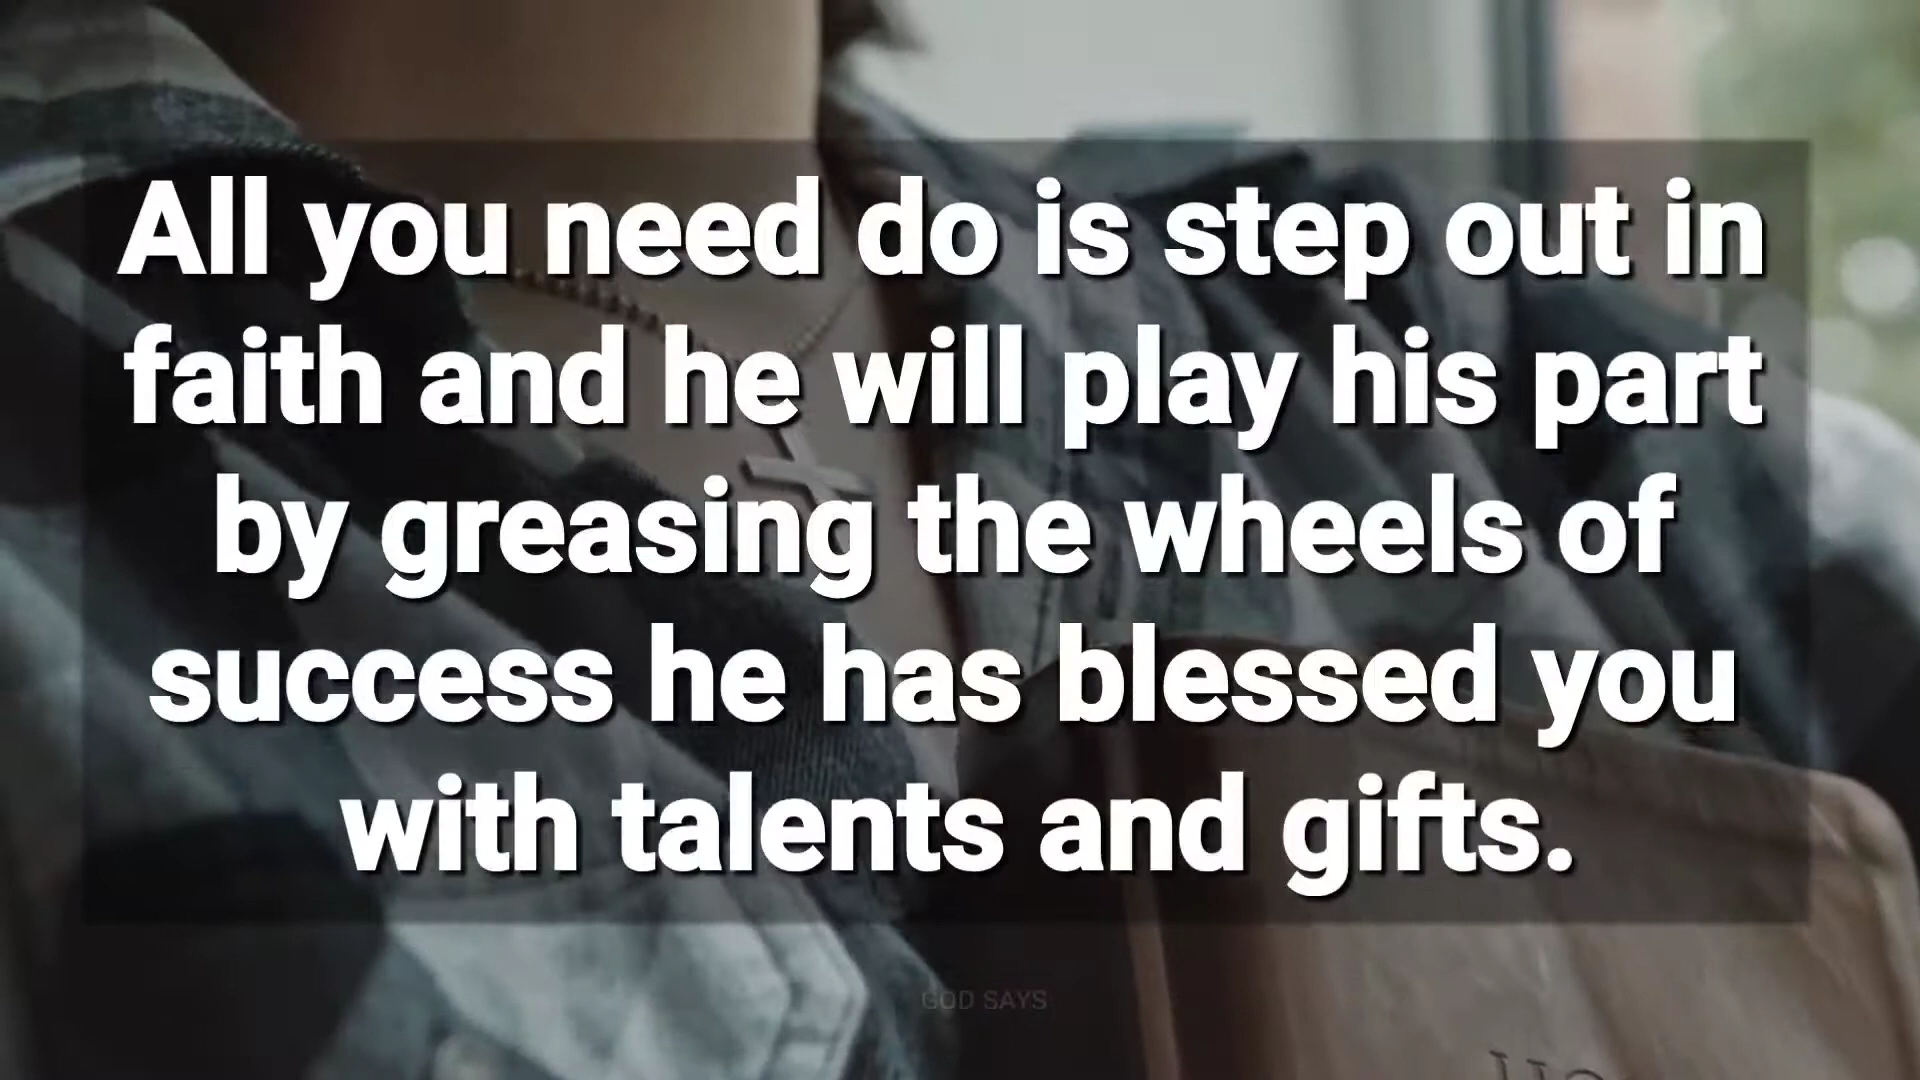 All you need do is step out in
faith and he will play his part
by greasing the wheels of
success he has blessed you
with talents and gifts.
GOD SAYS